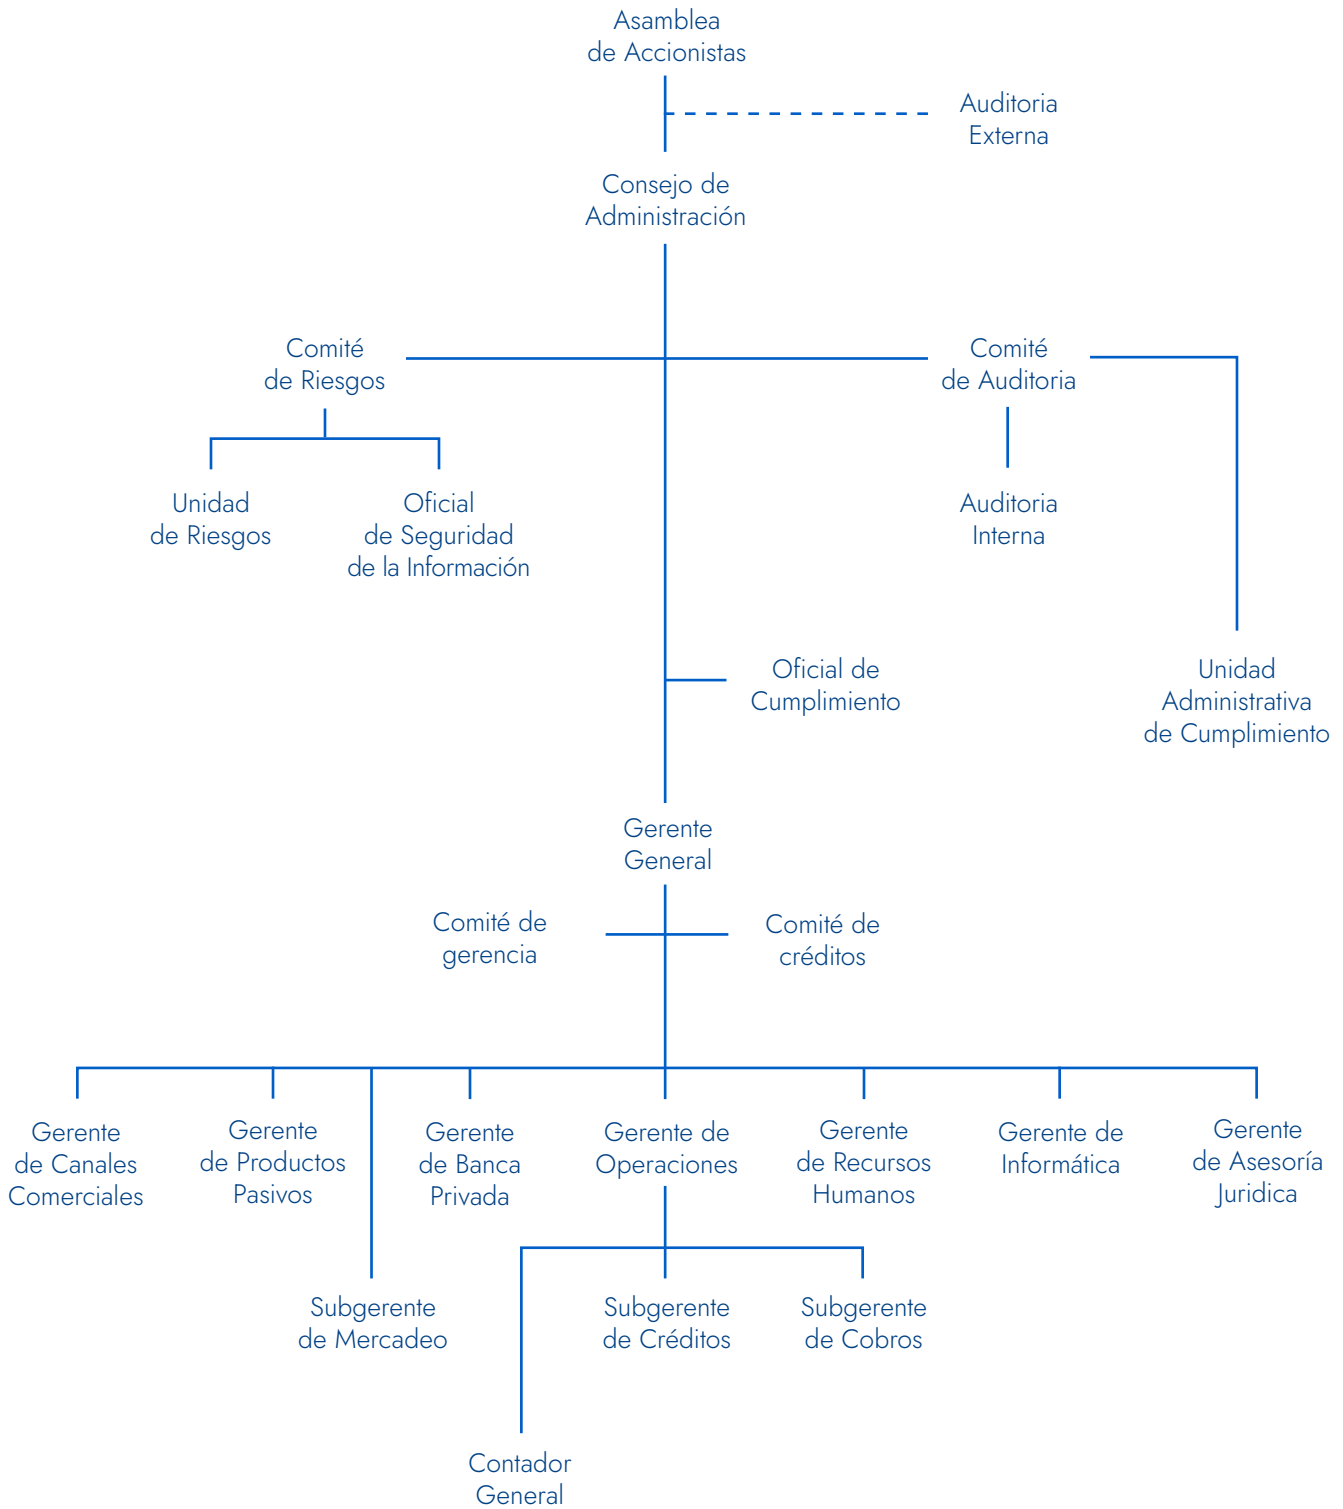 Asamblea
de Accionistas
Auditoria
Externa
Consejo de
Administración
Comité
de Riesgos
Comité
de Auditoria
Unidad
de Riesgos
Oficial
de Seguridad
de la Información
Auditoria
Interna
Oficial de
Cumplimiento
Unidad
Administrativa
de Cumplimiento
Gerente
General
Comité de
gerencia
Comité de
créditos
Gerente
de Canales
Comerciales
Gerente
de Productos
Pasivos
Gerente
de Banca
Privada
Gerente de
Operaciones
Gerente
de Recursos
Humanos
Gerente de
Informática
Gerente
de Asesoría
Juridica
Subgerente
de Mercadeo
Subgerente
de Créditos
Subgerente
de Cobros
Contador
General